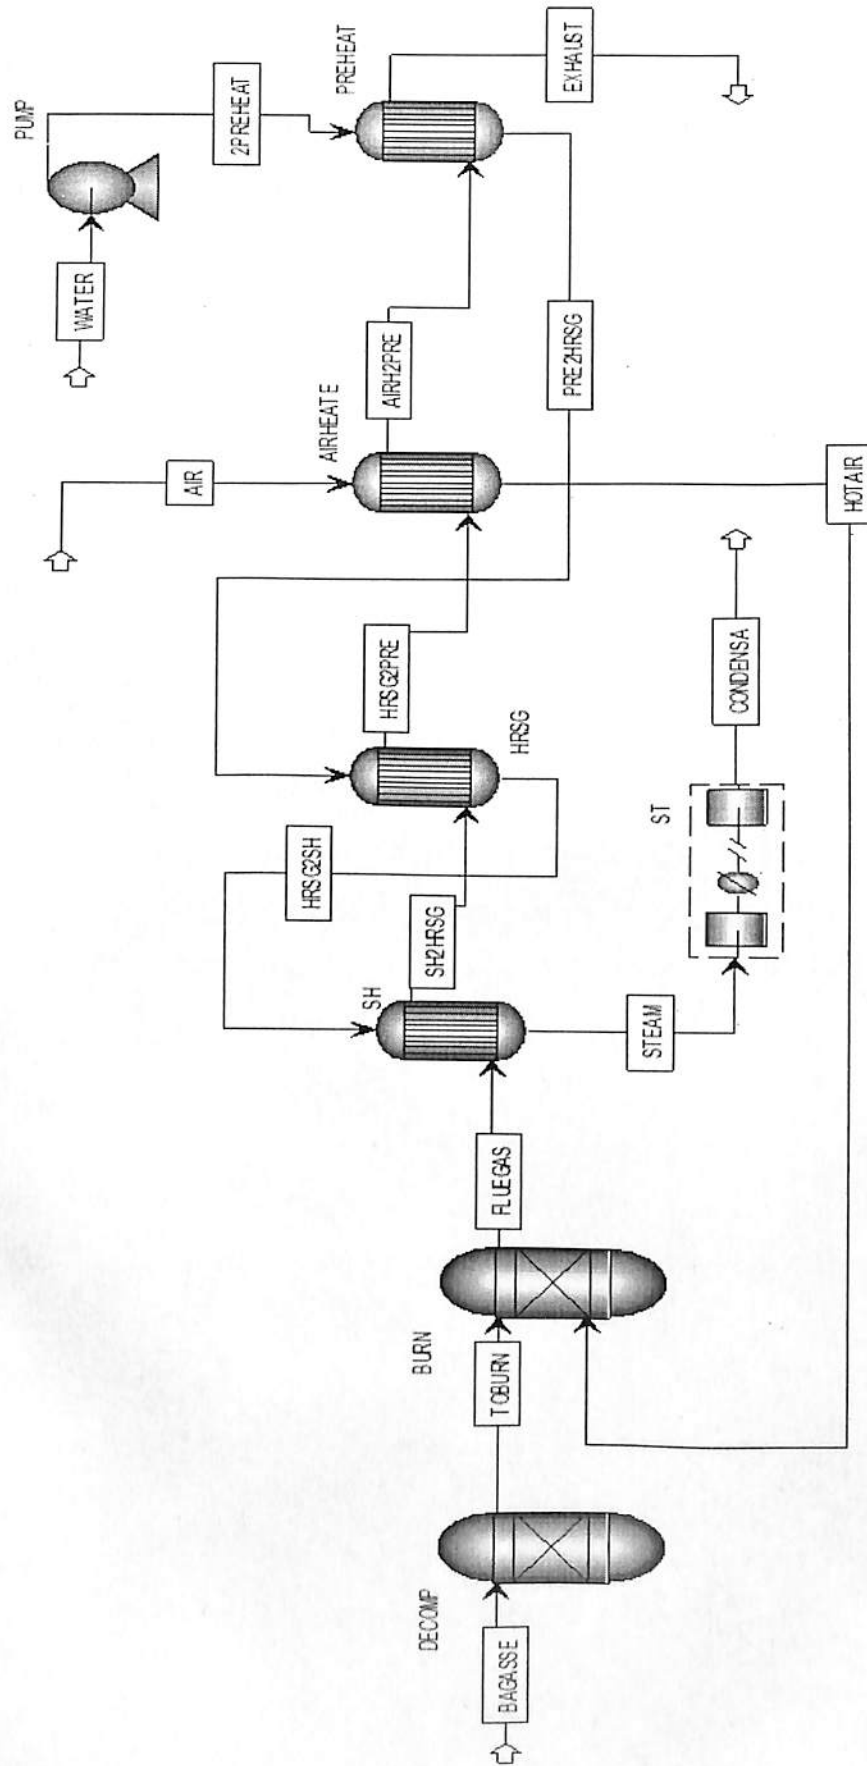 PUMP
WATER
2PREHEAT
PREHEAT
EXHAUST
AIR
AIRHEATE
AIRH2PRE
PRE2HRSG
HOTAIR
HRSG2PRE
HRSG
HRSG2SH
SH2HRSG
SH
STEAM
ST
CONDENSA
FLUEGAS
BURN
TOBURN
DECOMP
BAGASSE